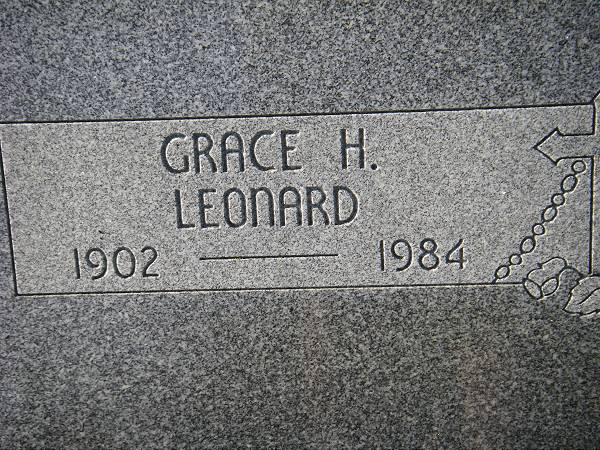 GRACE H.
LEONARD
1902 — 1984